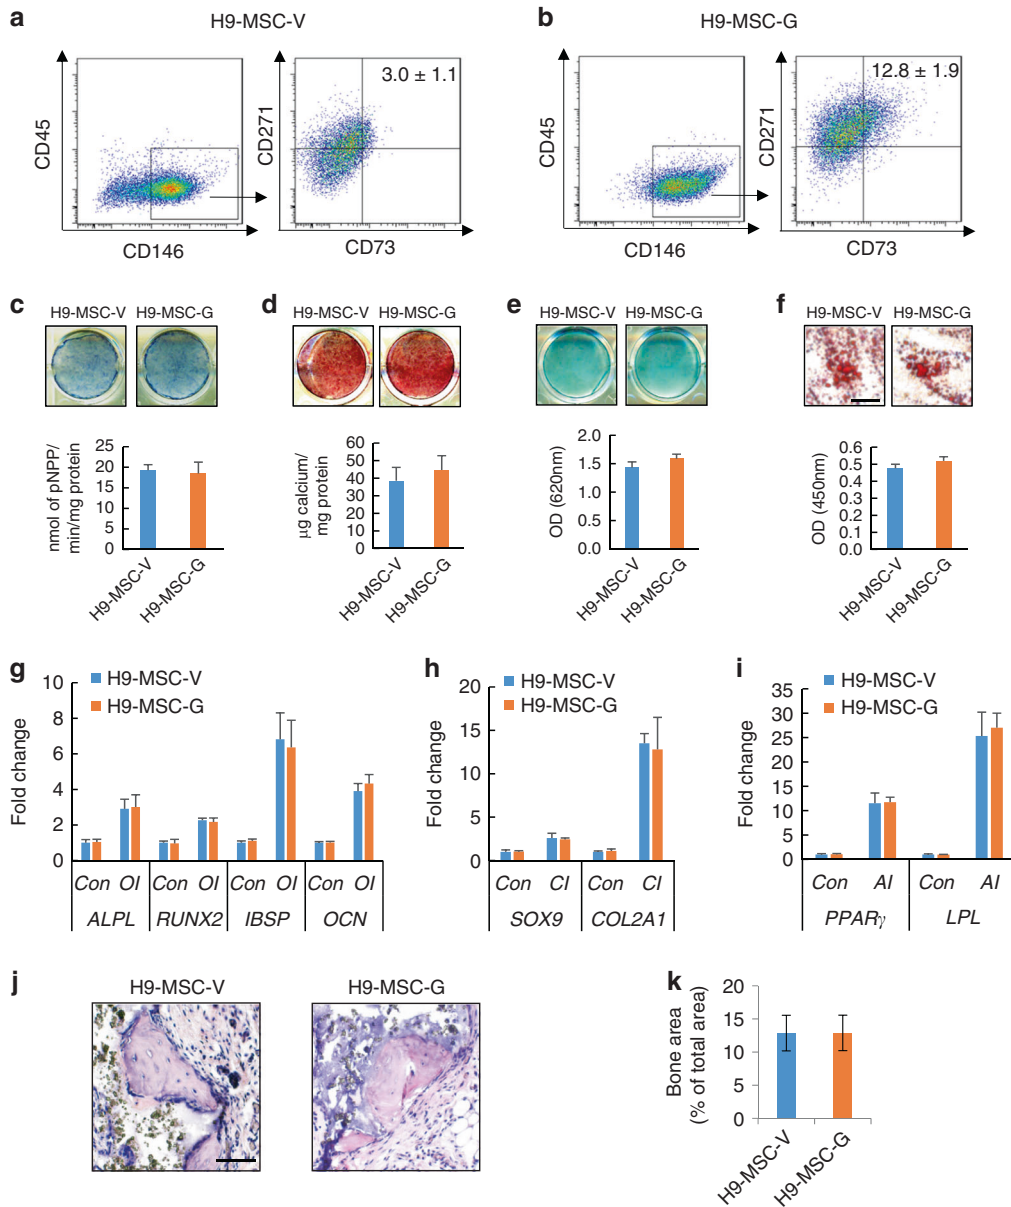 a
H9-MSC-V
CD45
CD146
CD271
3.0 ± 1.1
CD73
b
H9-MSC-G
CD45
CD146
CD271
12.8 ± 1.9
CD73
c
H9-MSC-V H9-MSC-G
nmol of pNPP/
min/mg protein
25
20
15
10
5
0
H9-MSC-V
H9-MSC-G
d
H9-MSC-V H9-MSC-G
μg calcium/
mg protein
60
50
40
30
20
10
0
H9-MSC-V
H9-MSC-G
e
H9-MSC-V H9-MSC-G
OD (620nm)
2.0
1.5
1.0
0.5
0.0
H9-MSC-V
H9-MSC-G
f
H9-MSC-V H9-MSC-G
OD (450nm)
0.6
0.5
0.4
0.3
0.2
0.1
0.0
H9-MSC-V
H9-MSC-G
g
H9-MSC-V
H9-MSC-G
Fold change
10
8
6
4
2
0
Con OI Con OI Con OI Con OI
ALPL RUNX2 IBSP OCN
h
H9-MSC-V
H9-MSC-G
Fold change
20
15
10
5
0
Con CI Con CI
SOX9 COL2A1
i
H9-MSC-V
H9-MSC-G
Fold change
35
30
25
20
15
10
5
0
Con AI Con AI
PPARγ LPL
j
H9-MSC-V
H9-MSC-G
k
Bone area
(% of total area)
20
15
10
5
0
H9-MSC-V
H9-MSC-G